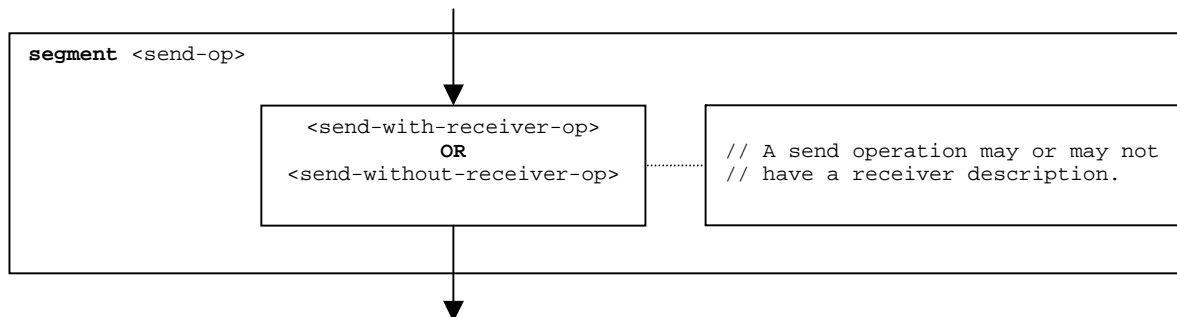 segment <send-op>
<send-with-receiver-op>
OR
<send-without-receiver-op>
// A send operation may or may not
// have a receiver description.